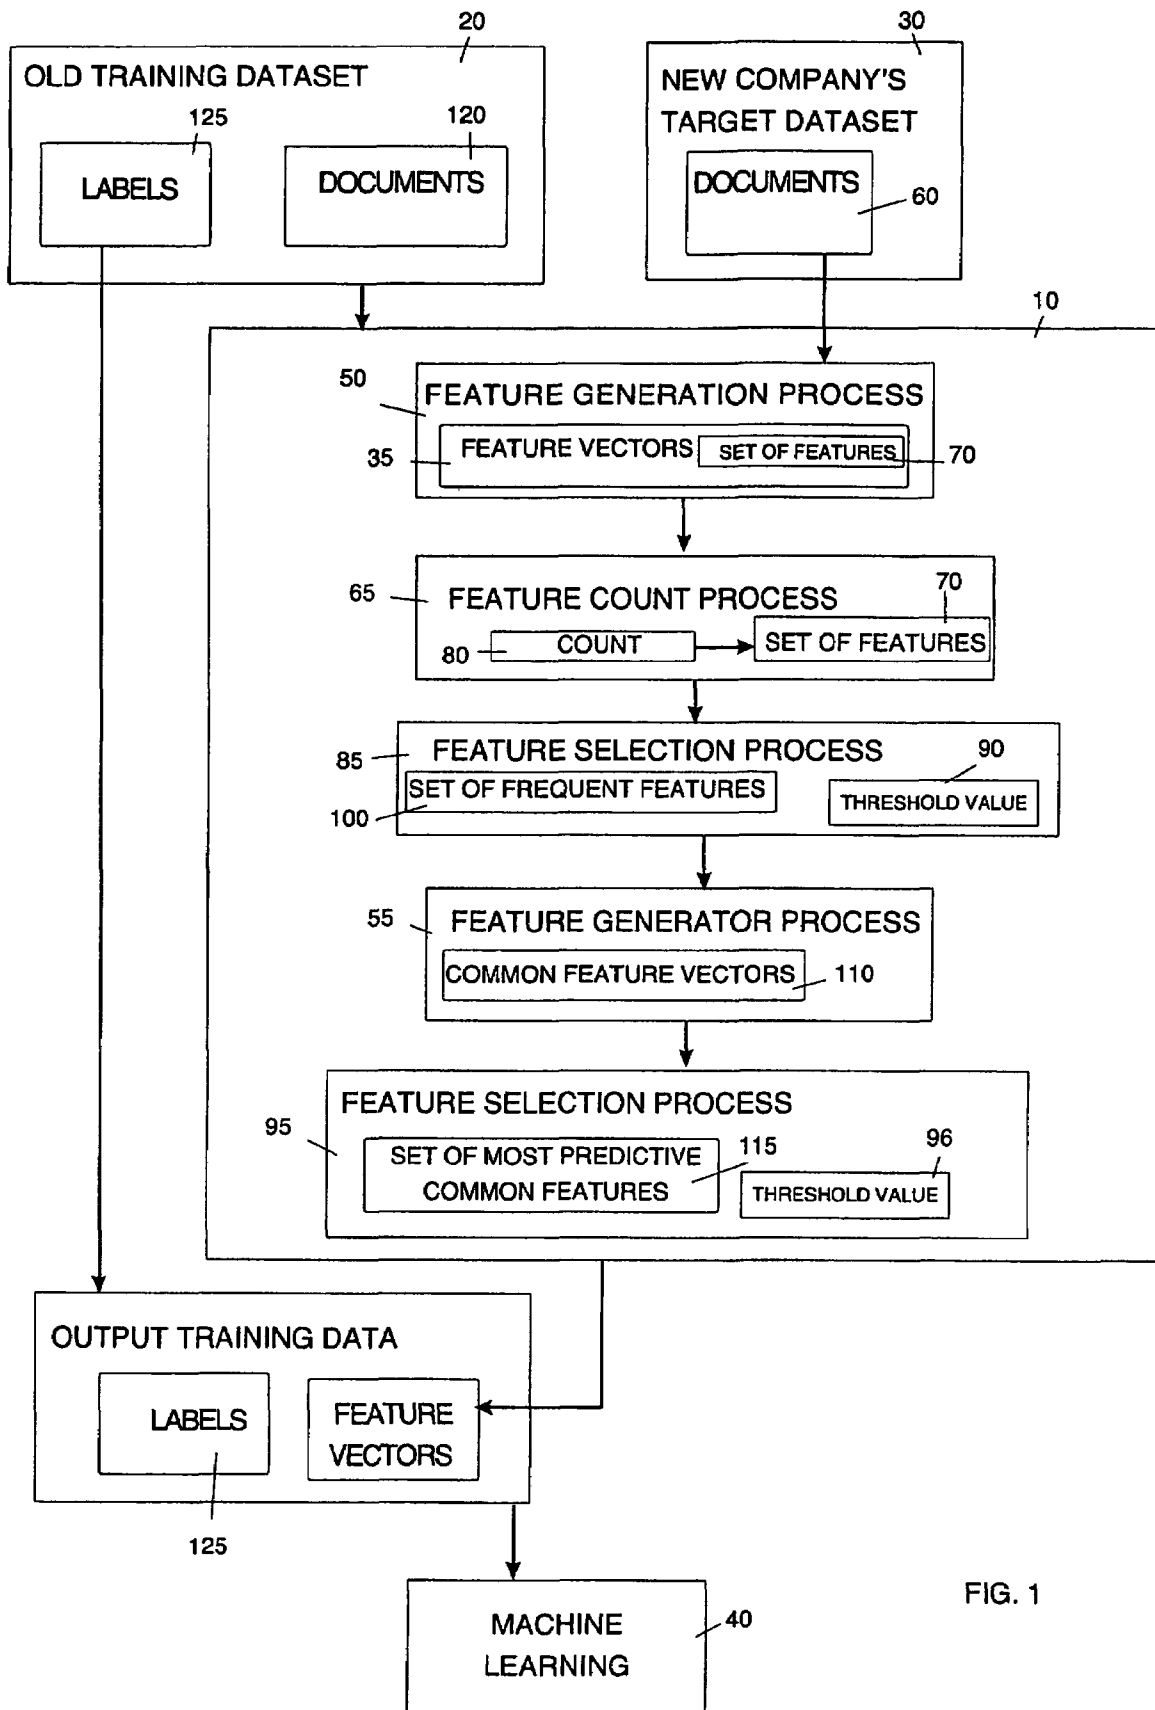 20
30
OLD TRAINING DATASET
NEW COMPANY'S
TARGET DATASET
125
120
LABELS
DOCUMENTS
DOCUMENTS
60
10
50
FEATURE GENERATION PROCESS
35
FEATURE VECTORS
SET OF FEATURES
70
65
FEATURE COUNT PROCESS
70
80
COUNT
SET OF FEATURES
85
FEATURE SELECTION PROCESS
90
SET OF FREQUENT FEATURES
100
THRESHOLD VALUE
55
FEATURE GENERATOR PROCESS
COMMON FEATURE VECTORS
110
FEATURE SELECTION PROCESS
95
SET OF MOST PREDICTIVE
COMMON FEATURES
115
96
THRESHOLD VALUE
OUTPUT TRAINING DATA
LABELS
FEATURE
VECTORS
125
MACHINE
LEARNING
40
FIG. 1